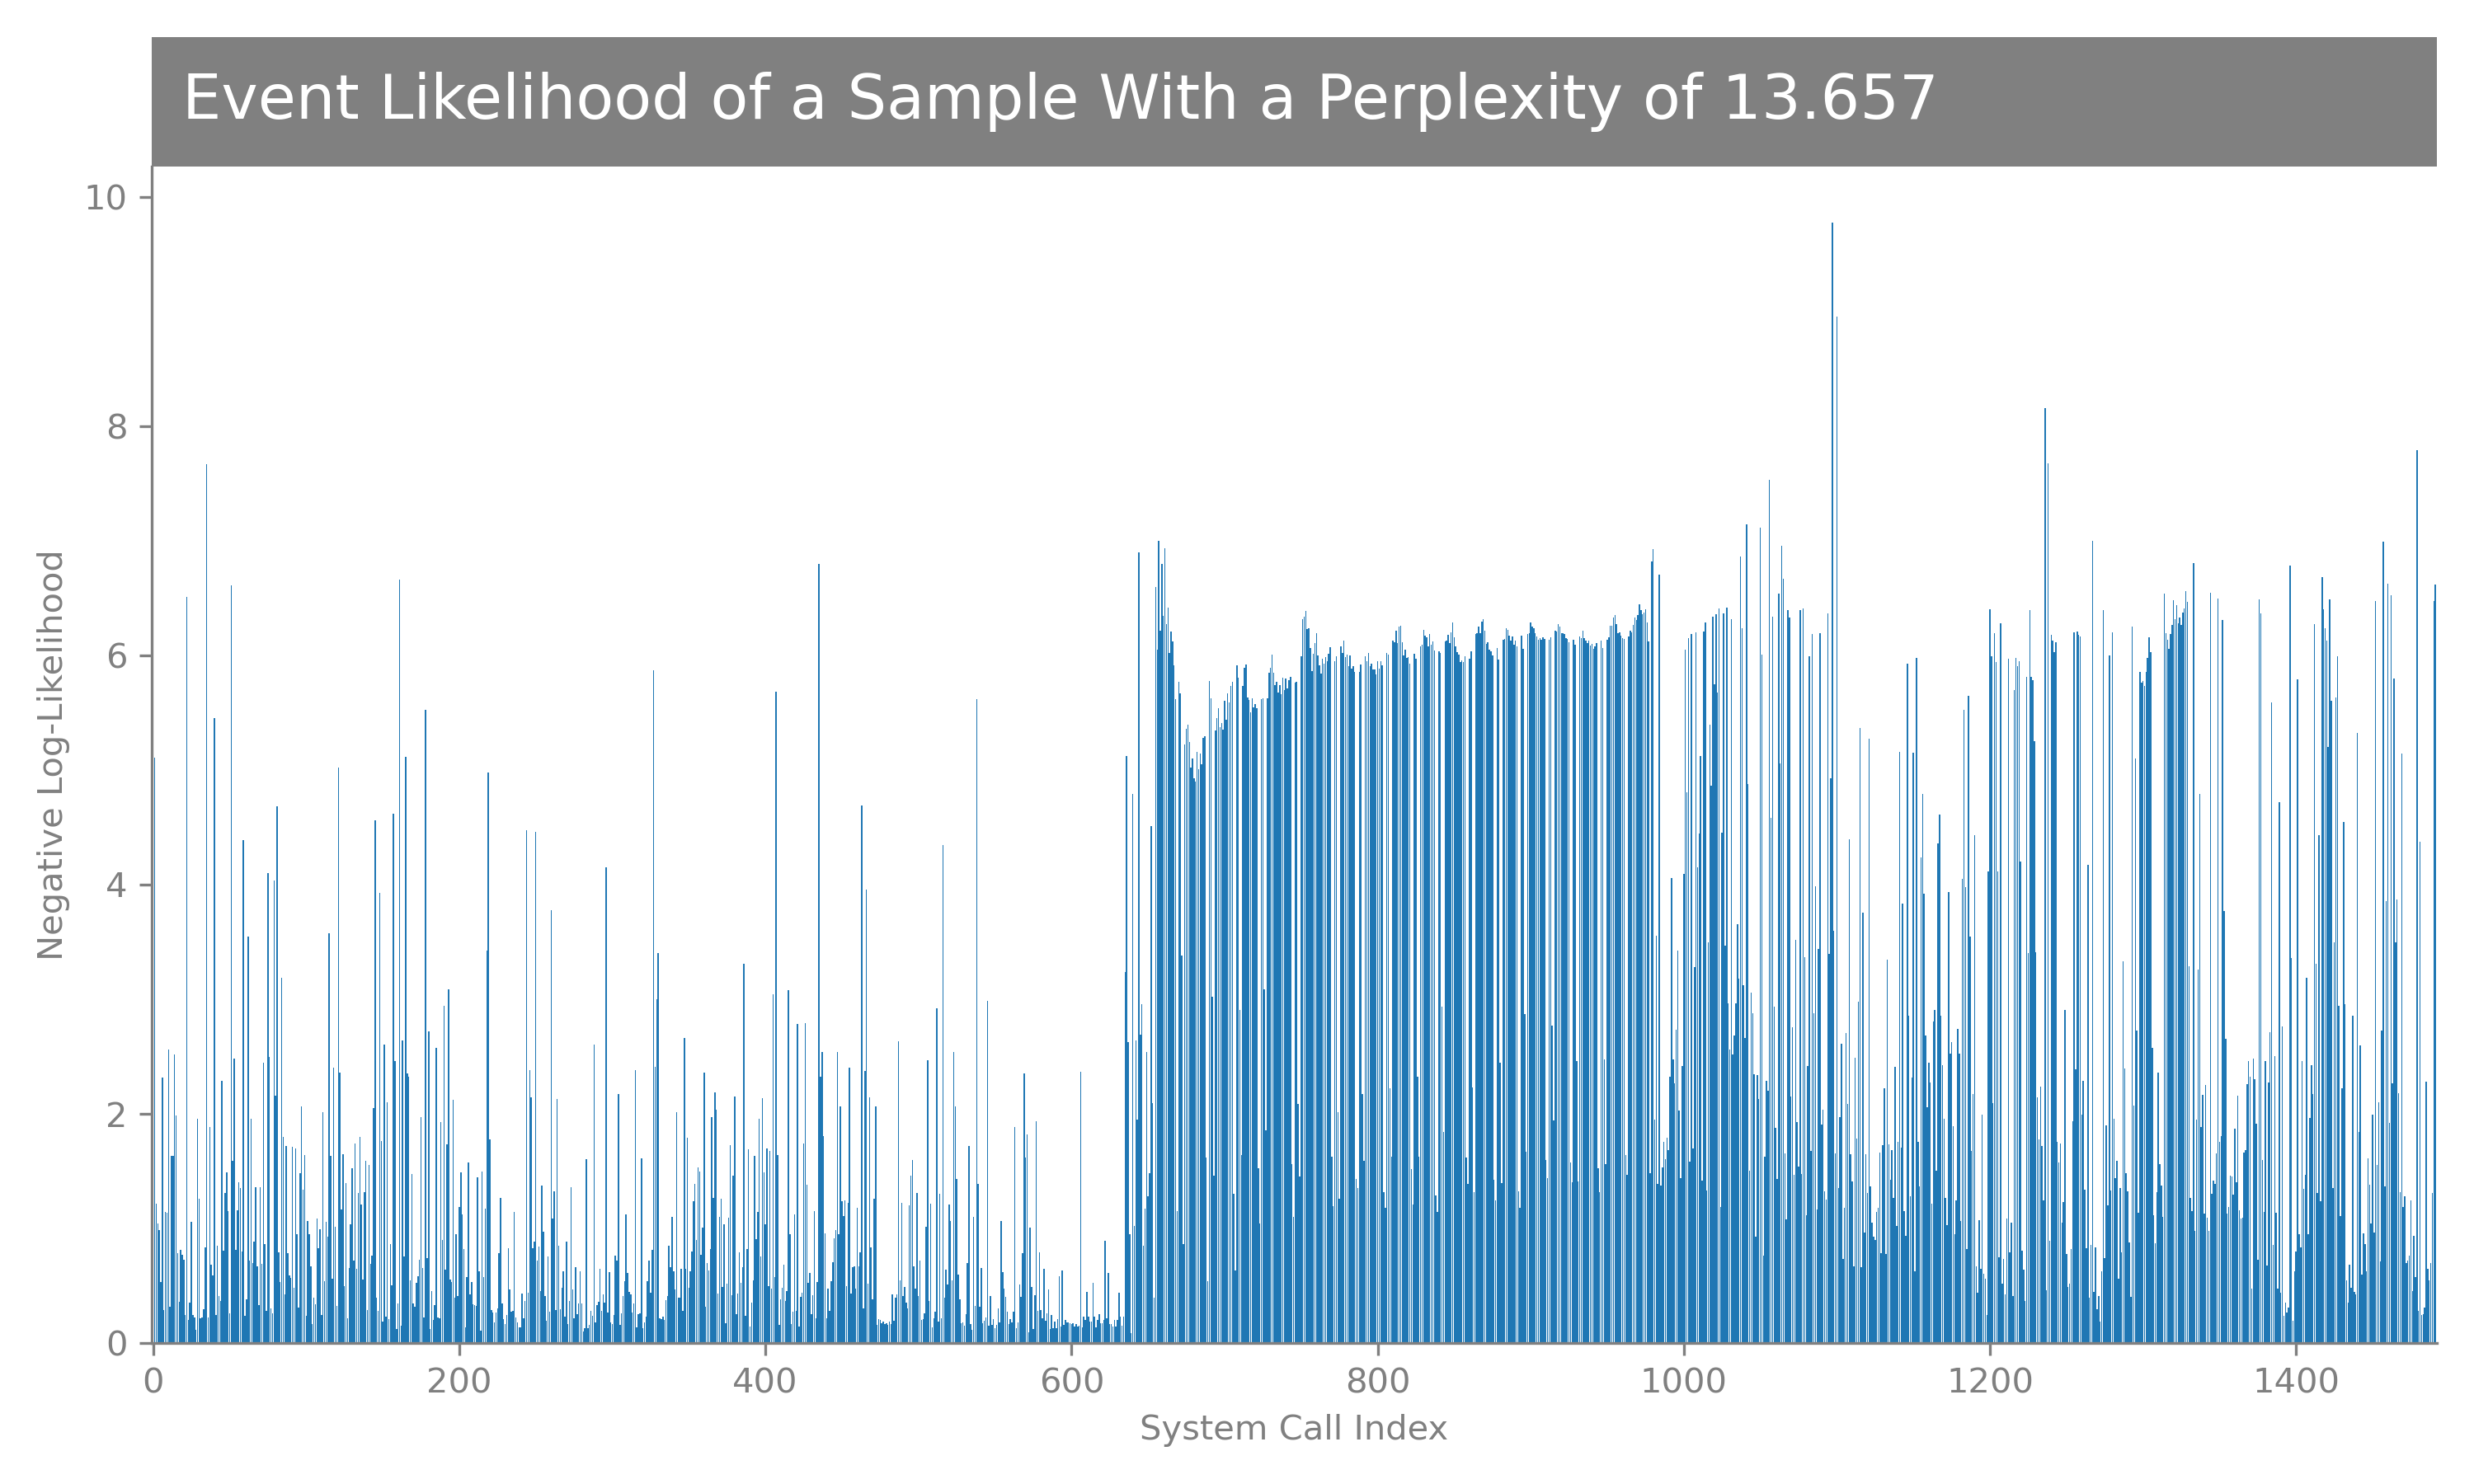 Event Likelihood of a Sample With a Perplexity of 13.657
10
8
6
4
2
0
Negative Log-Likelihood
0 200 400 600 800 1000 1200 1400
System Call Index